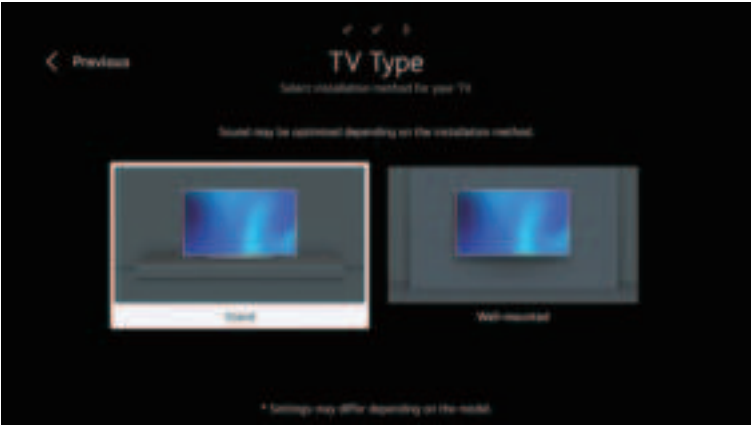 Previous
TV Type
Select installation method for your TV
Sound may be optimised depending on the installation method.
Stand
Wall-mounted
* Settings may differ depending on the model.